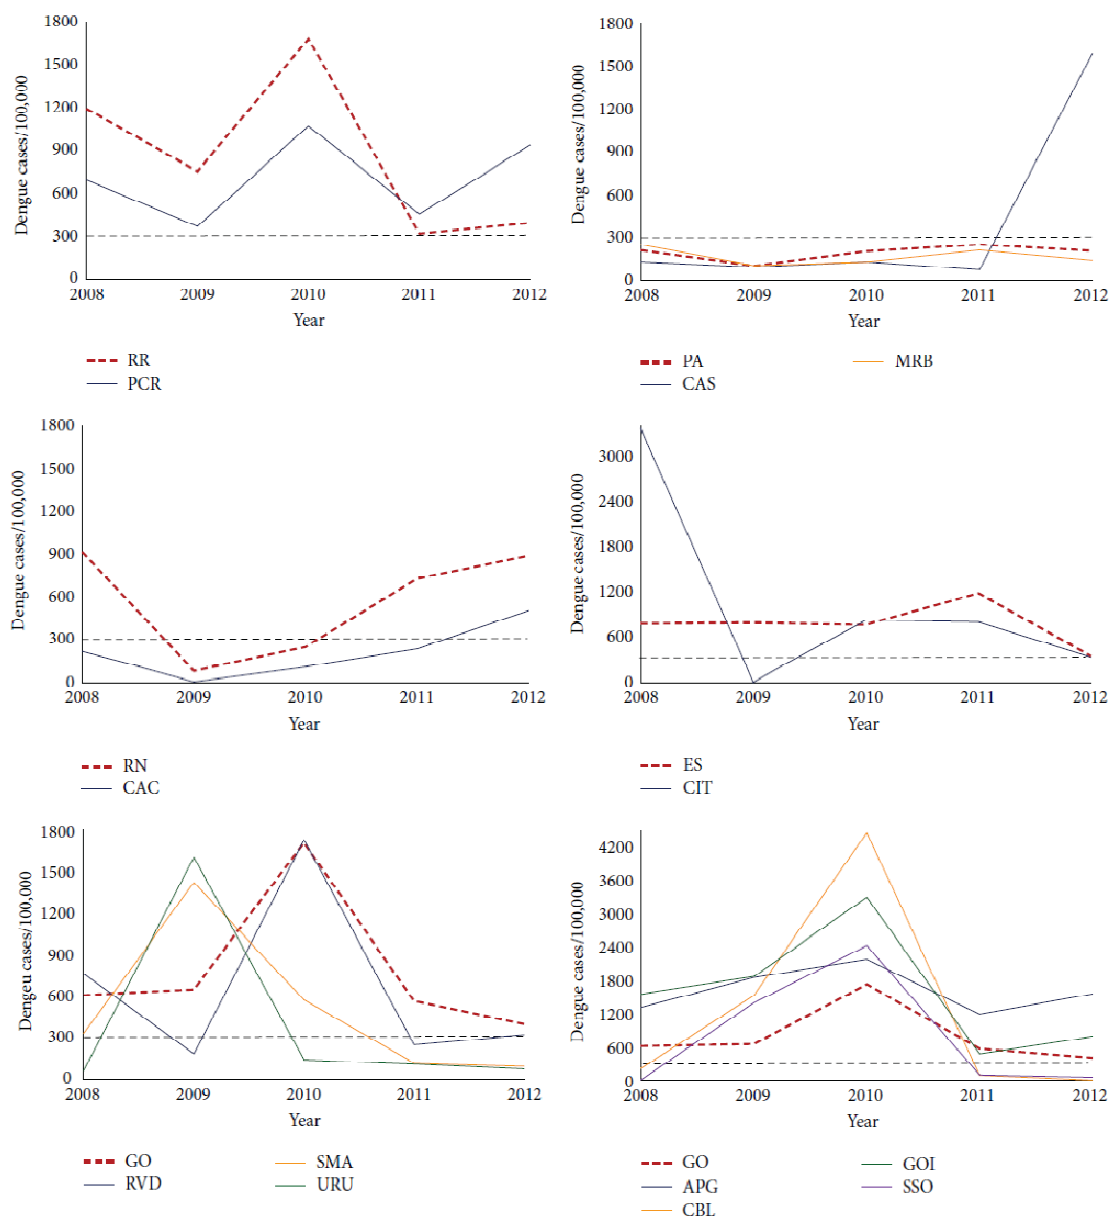 Dengue cases/100,000
1800
1500
1200
900
600
300
0
2008 2009 2010 2011 2012
Year
RR
PCR
Dengue cases/100,000
1800
1500
1200
900
600
300
0
2008 2009 2010 2011 2012
Year
PA MRB
CAS
Dengue cases/100,000
1800
1500
1200
900
600
300
0
2008 2009 2010 2011 2012
Year
RN
CAC
Dengue cases/100,000
3000
2400
1800
1200
600
0
2008 2009 2010 2011 2012
Year
ES
CIT
Dengeu cases/100,000
1800
1500
1200
900
600
300
0
2008 2009 2010 2011 2012
Year
GO SMA
RVD URU
Dengue cases/100,000
4200
3600
3000
2400
1800
1200
600
0
2008 2009 2010 2011 2012
Year
GO GOI
APG SSO
CBL